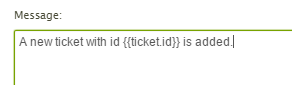 Message:
A new ticket with id {{ticket.id}} is added.